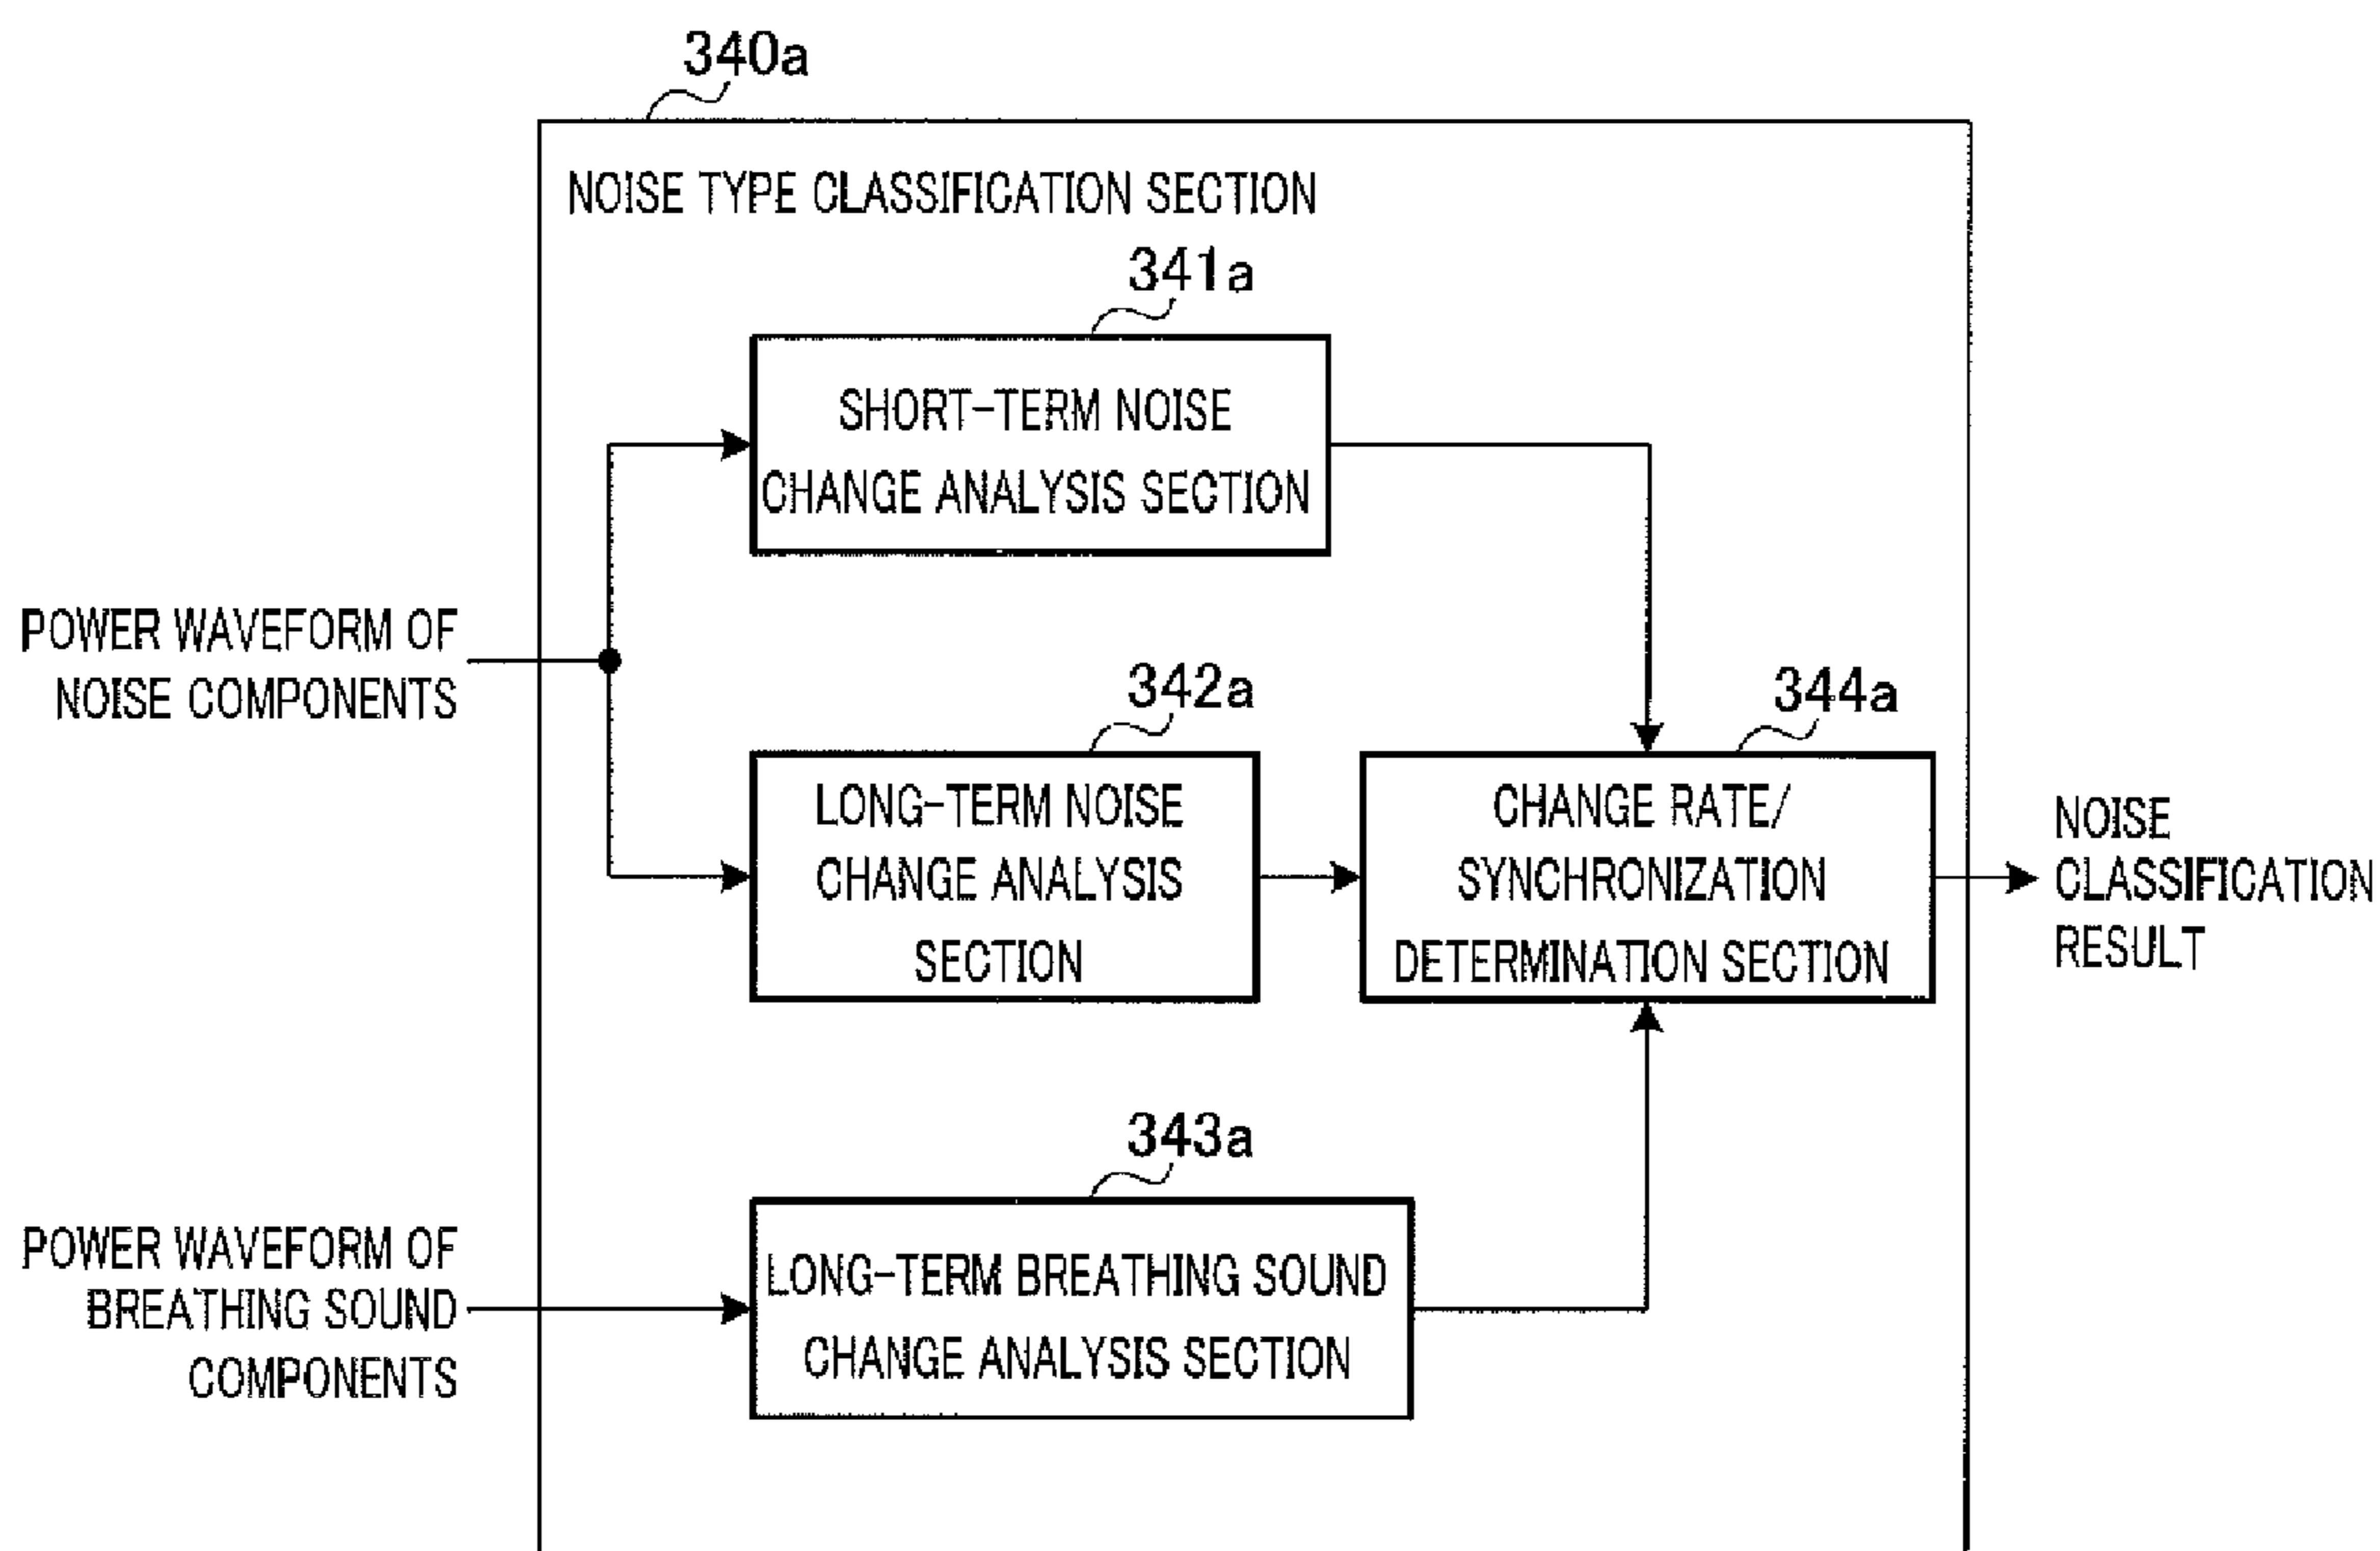 340a
NOISE TYPE CLASSIFICATION SECTION
341a
SHORT-TERM NOISE
CHANGE ANALYSIS SECTION
POWER WAVEFORM OF
NOISE COMPONENTS
342a
LONG-TERM NOISE
CHANGE ANALYSIS
SECTION
344a
CHANGE RATE/
SYNCHRONIZATION
DETERMINATION SECTION
NOISE
CLASSIFICATION
RESULT
343a
POWER WAVEFORM OF
BREATHING SOUND
COMPONENTS
LONG-TERM BREATHING SOUND
CHANGE ANALYSIS SECTION